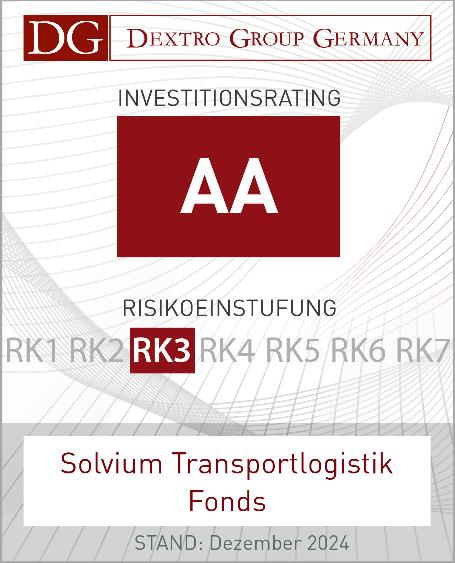 DG DEXTRO GROUP GERMANY
INVESTITIONSRATING
AA
RISIKOEINSTUFUNG
RK1 RK2 RK3 RK4 RK5 RK6 RK7
Solvium Transportlogistik
Fonds
STAND: Dezember 2024